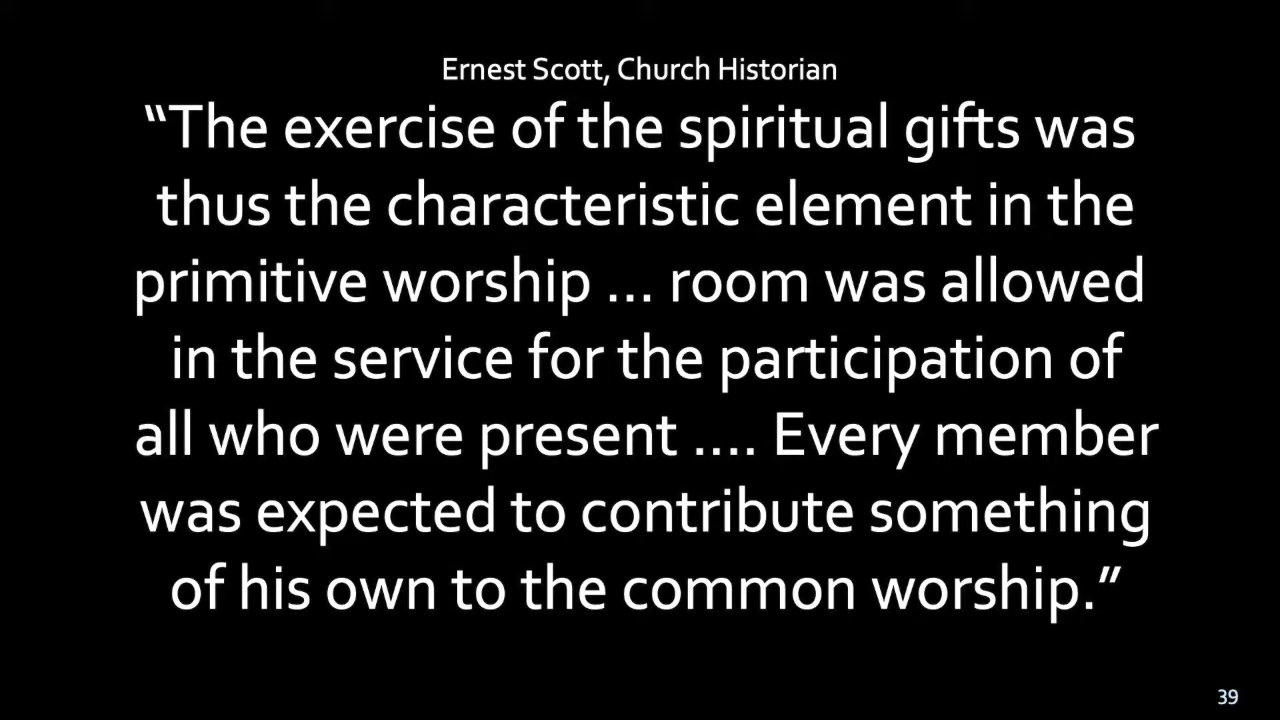 Ernest Scott, Church Historian
“The exercise of the spiritual gifts was
thus the characteristic element in the
primitive worship ... room was allowed
in the service for the participation of
all who were present .... Every member
was expected to contribute something
of his own to the common worship.”
39